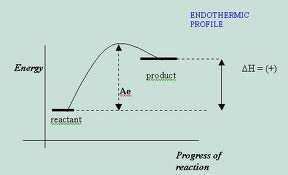 ENDOTHERMIC
PROFILE
Energy
product
ΔH = (+)
Ae
reactant
Progress of
reaction